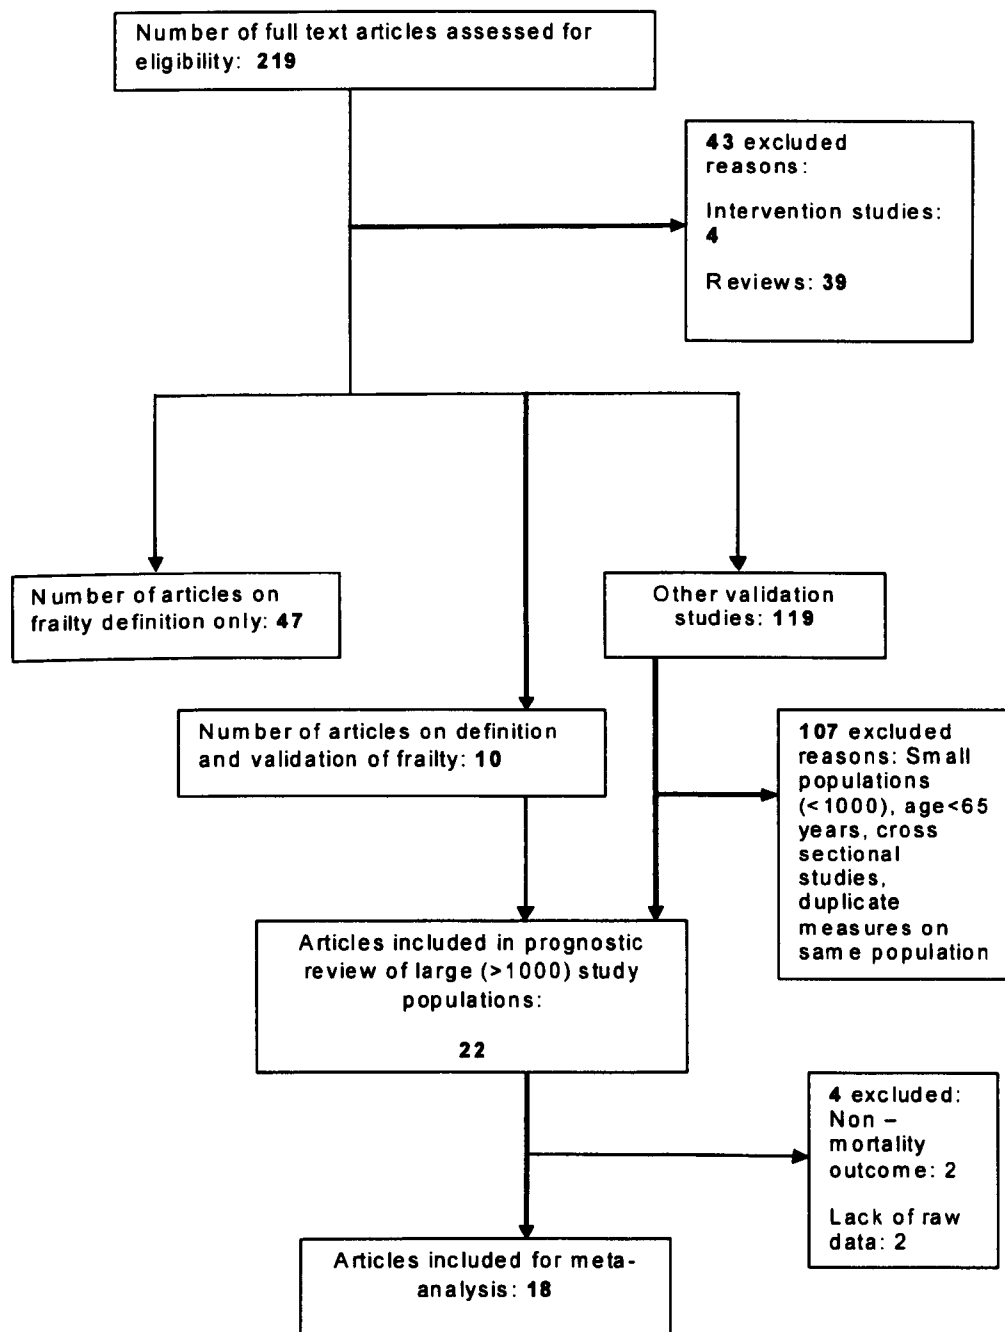 Number of full text articles assessed for
eligibility: 219
43 excluded
reasons:
Intervention studies:
4
Reviews: 39
Number of articles on
frailty definition only: 47
Other validation
studies: 119
Number of articles on definition
and validation of frailty: 10
107 excluded
reasons: Small
populations
(<1000), age<65
years, cross
sectional
studies,
duplicate
measures on
same population
Articles included in prognostic
review of large (>1000) study
populations:
22
4 excluded:
Non –
mortality
outcome: 2
Lack of raw
data: 2
Articles included for meta-
analysis: 18